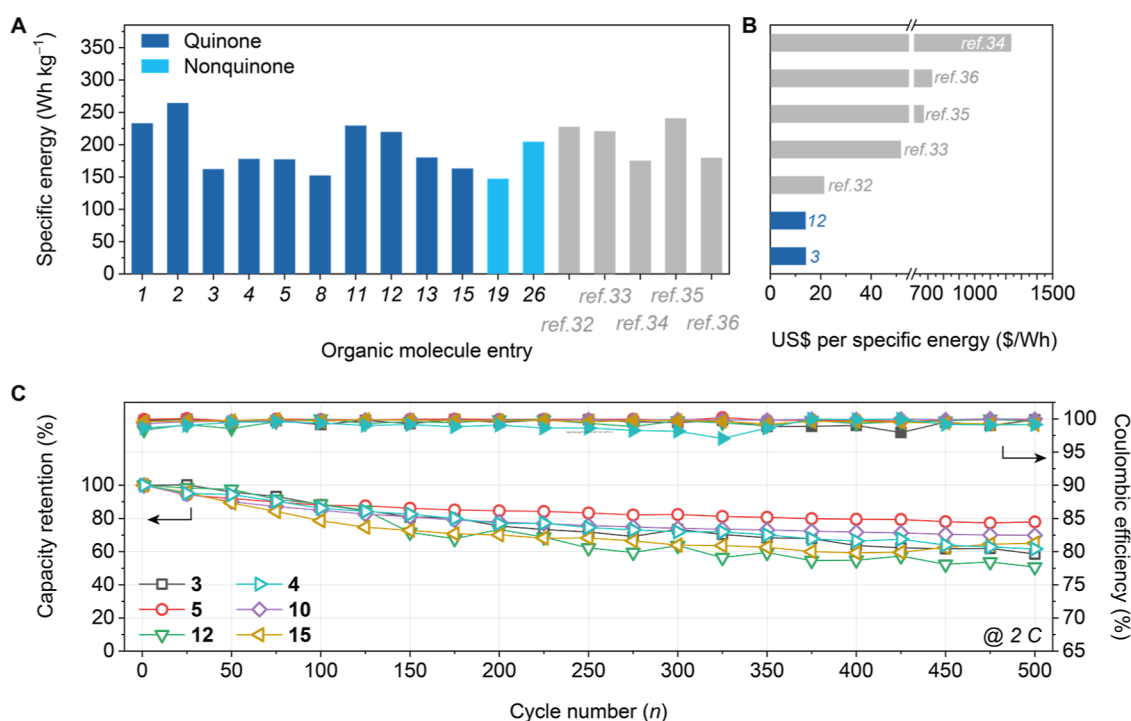 A
Specific energy (Wh kg⁻¹)
350
300
250
200
150
100
50
0
Quinone
Nonquinone
1 2 3 4 5 8 11 12 13 15 19 26
ref.33 ref.35
ref.32 ref.34 ref.36
Organic molecule entry
B
ref.34
ref.36
ref.35
ref.33
ref.32
12
3
0 20 40 700 1000 1500
US$ per specific energy ($/Wh)
C
Capacity retention (%)
100
80
60
40
20
0
100
95
90
85
80
75
70
65
Coulombic efficiency (%)
3 4
5 10
12 15
@ 2 C
0 50 100 150 200 250 300 350 400 450 500
Cycle number (n)